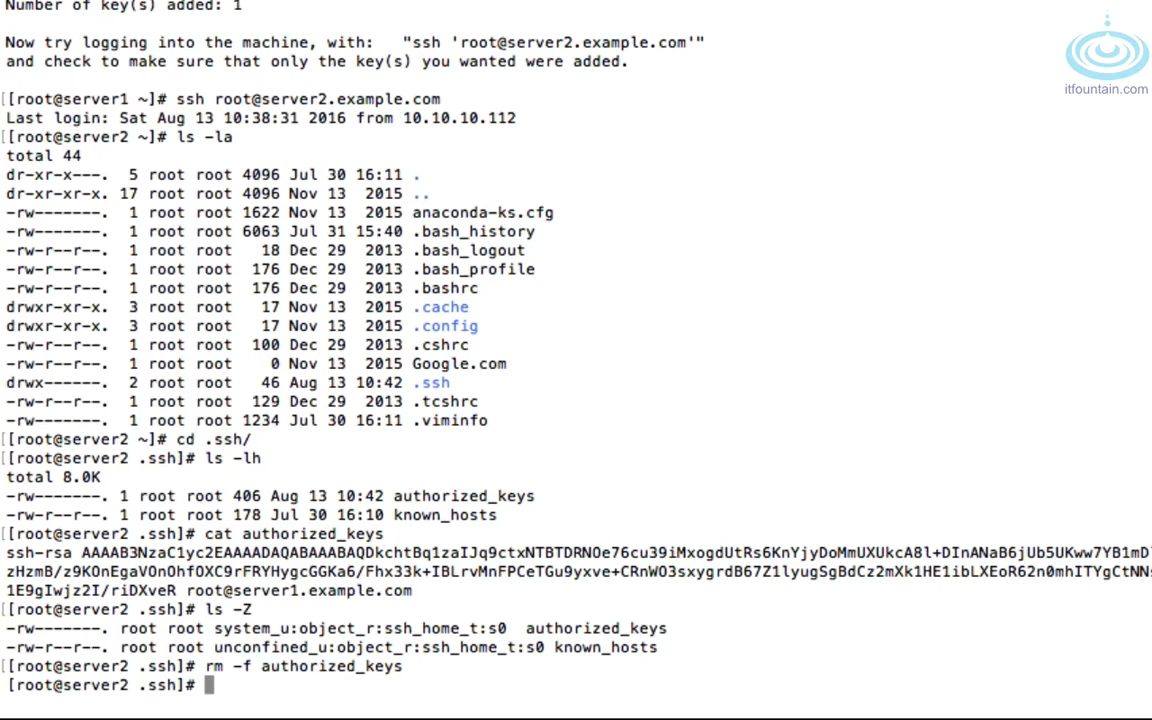 Number of key(s) added: 1
Now try logging into the machine, with:   "ssh 'root@server2.example.com'"
and check to make sure that only the key(s) you wanted were added.
[[root@server1 ~]# ssh root@server2.example.com
Last login: Sat Aug 13 10:38:31 2016 from 10.10.10.112
[[root@server2 ~]# ls -la
total 44
dr-xr-x---.  5 root root 4096 Jul 30 16:11 .
dr-xr-xr-x. 17 root root 4096 Nov 13  2015 ..
-rw-------.  1 root root 1622 Nov 13  2015 anaconda-ks.cfg
-rw-------.  1 root root 6063 Jul 31 15:40 .bash_history
-rw-r--r--.  1 root root   18 Dec 29  2013 .bash_logout
-rw-r--r--.  1 root root  176 Dec 29  2013 .bash_profile
-rw-r--r--.  1 root root  176 Dec 29  2013 .bashrc
drwxr-xr-x.  3 root root   17 Nov 13  2015 .cache
drwxr-xr-x.  3 root root   17 Nov 13  2015 .config
-rw-r--r--.  1 root root  100 Dec 29  2013 .cshrc
-rw-r--r--.  1 root root    0 Nov 13  2015 Google.com
drwx------.  2 root root   46 Aug 13 10:42 .ssh
-rw-r--r--.  1 root root  129 Dec 29  2013 .tcshrc
-rw-------.  1 root root 1234 Jul 30 16:11 .viminfo
[[root@server2 ~]# cd .ssh/
[[root@server2 .ssh]# ls -lh
total 8.0K
-rw-------. 1 root root 406 Aug 13 10:42 authorized_keys
-rw-r--r--. 1 root root 178 Jul 30 16:10 known_hosts
[[root@server2 .ssh]# cat authorized_keys
ssh-rsa AAAAB3NzaC1yc2EAAAADAQABAAABAQDkchtBq1zaIJq9ctxNTBTDRNOe76cu39iMxogdUtRs6KnYjyDoMmUXUkcA8l+DInANaB6jUb5UKww7YB1mD
zHzmB/z9KOnEgaVOnOhfOXC9rFRYHygcGGKa6/Fhx33k+IBLrvMnFPCeTGu9yxve+CRnWO3sxygrdB67Z1lyugSgBdCz2mXk1HE1ibLXEoR62n0mhITYgCtNN
1E9gIwjz2I/riDXveR root@server1.example.com
[[root@server2 .ssh]# ls -Z
-rw-------. root root system_u:object_r:ssh_home_t:s0  authorized_keys
-rw-r--r--. root root unconfined_u:object_r:ssh_home_t:s0 known_hosts
[[root@server2 .ssh]# rm -f authorized_keys
[root@server2 .ssh]#
itfountain.com